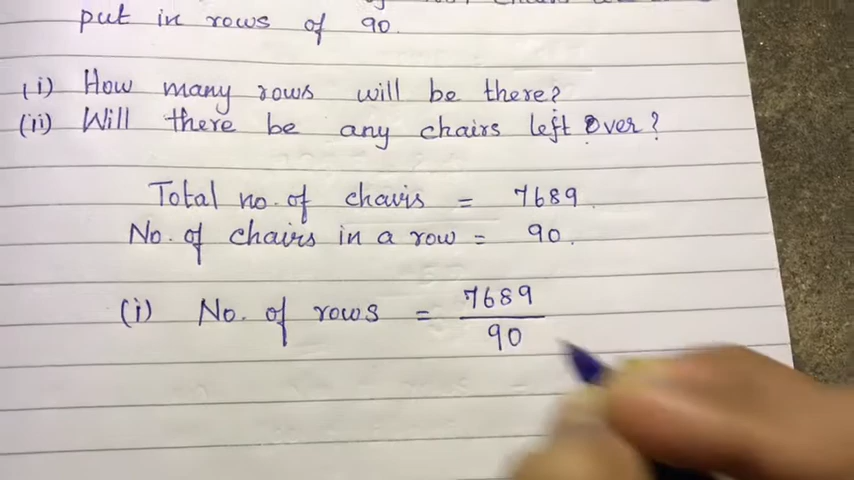 put in rows of 90.
(i) How many rows will be there?
(ii) Will there be any chairs left over?
Total no. of chairs = 7689.
No. of chairs in a row = 90.
(i) No. of rows = 7689
90